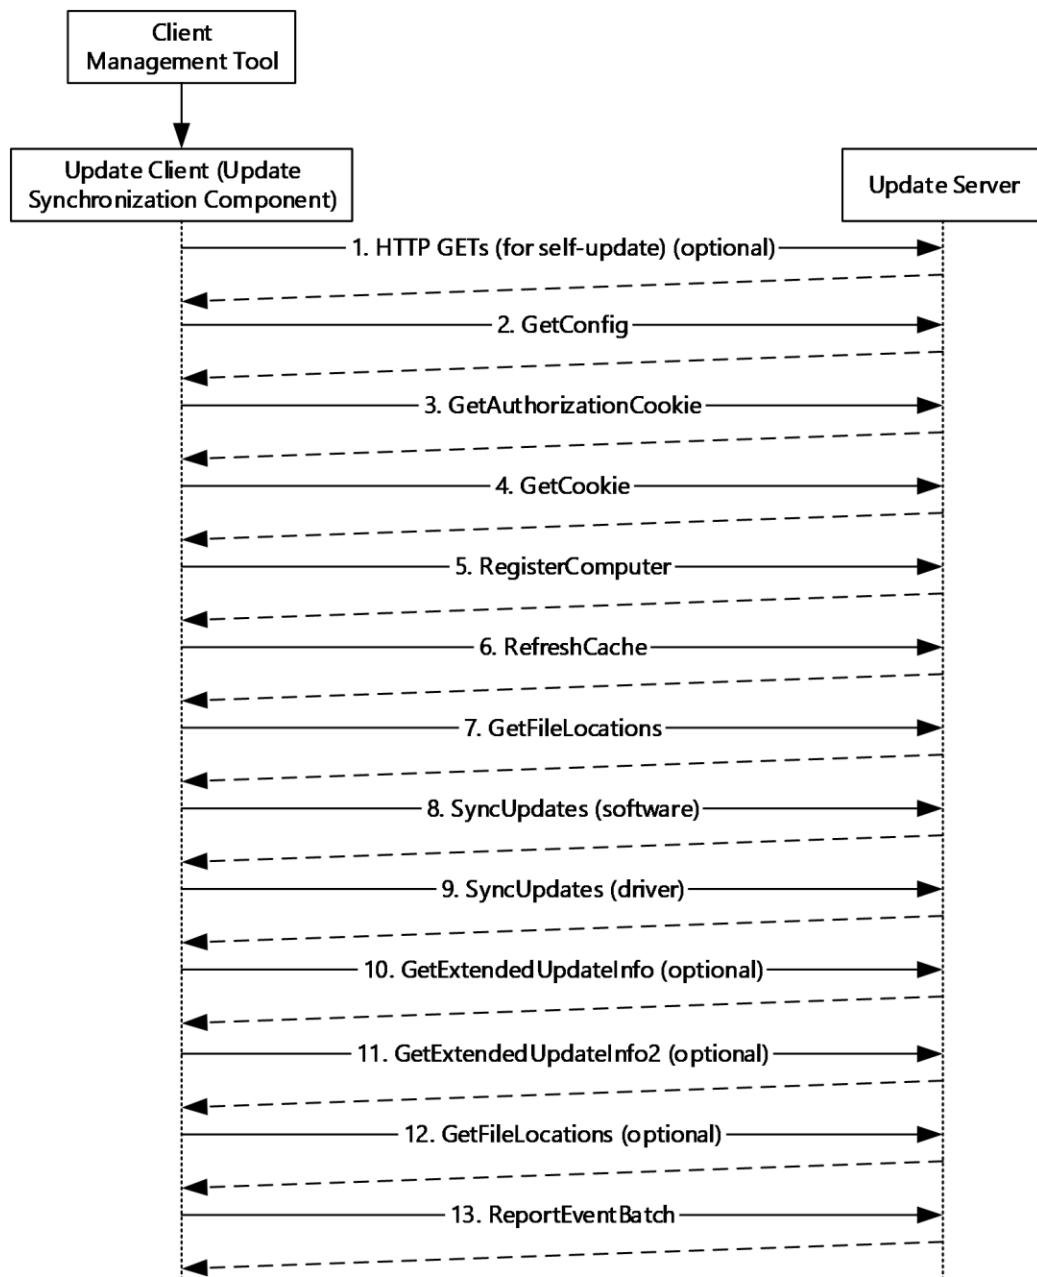 Client
Management Tool
Update Client (Update
Synchronization Component)
Update Server
1. HTTP GETs (for self-update) (optional)
2. GetConfig
3. GetAuthorizationCookie
4. GetCookie
5. RegisterComputer
6. RefreshCache
7. GetFileLocations
8. SyncUpdates (software)
9. SyncUpdates (driver)
10. GetExtendedUpdateInfo (optional)
11. GetExtendedUpdateInfo2 (optional)
12. GetFileLocations (optional)
13. ReportEventBatch